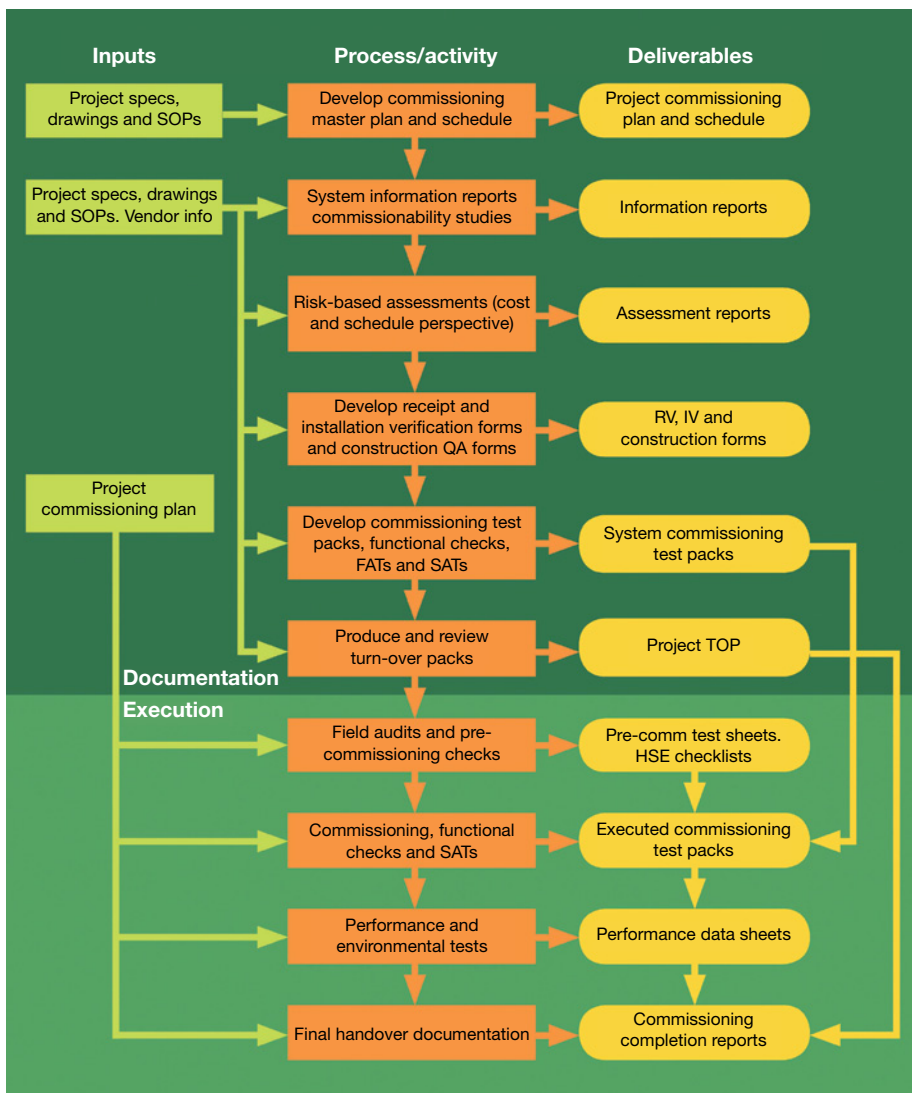 Inputs
Process/activity
Deliverables
Project specs,
drawings and SOPs
Develop commissioning
master plan and schedule
Project commissioning
plan and schedule
Project specs, drawings
and SOPs. Vendor info
System information reports
commissionability studies
Information reports
Risk-based assessments (cost
and schedule perspective)
Assessment reports
Develop receipt and
installation verification forms
and construction QA forms
RV, IV and
construction forms
Project
commissioning plan
Develop commissioning test
packs, functional checks,
FATs and SATs
System commissioning
test packs
Produce and review
turn-over packs
Project TOP
Documentation
Execution
Field audits and pre-
commissioning checks
Pre-comm test sheets.
HSE checklists
Commissioning, functional
checks and SATs
Executed commissioning
test packs
Performance and
environmental tests
Performance data sheets
Final handover documentation
Commissioning
completion reports